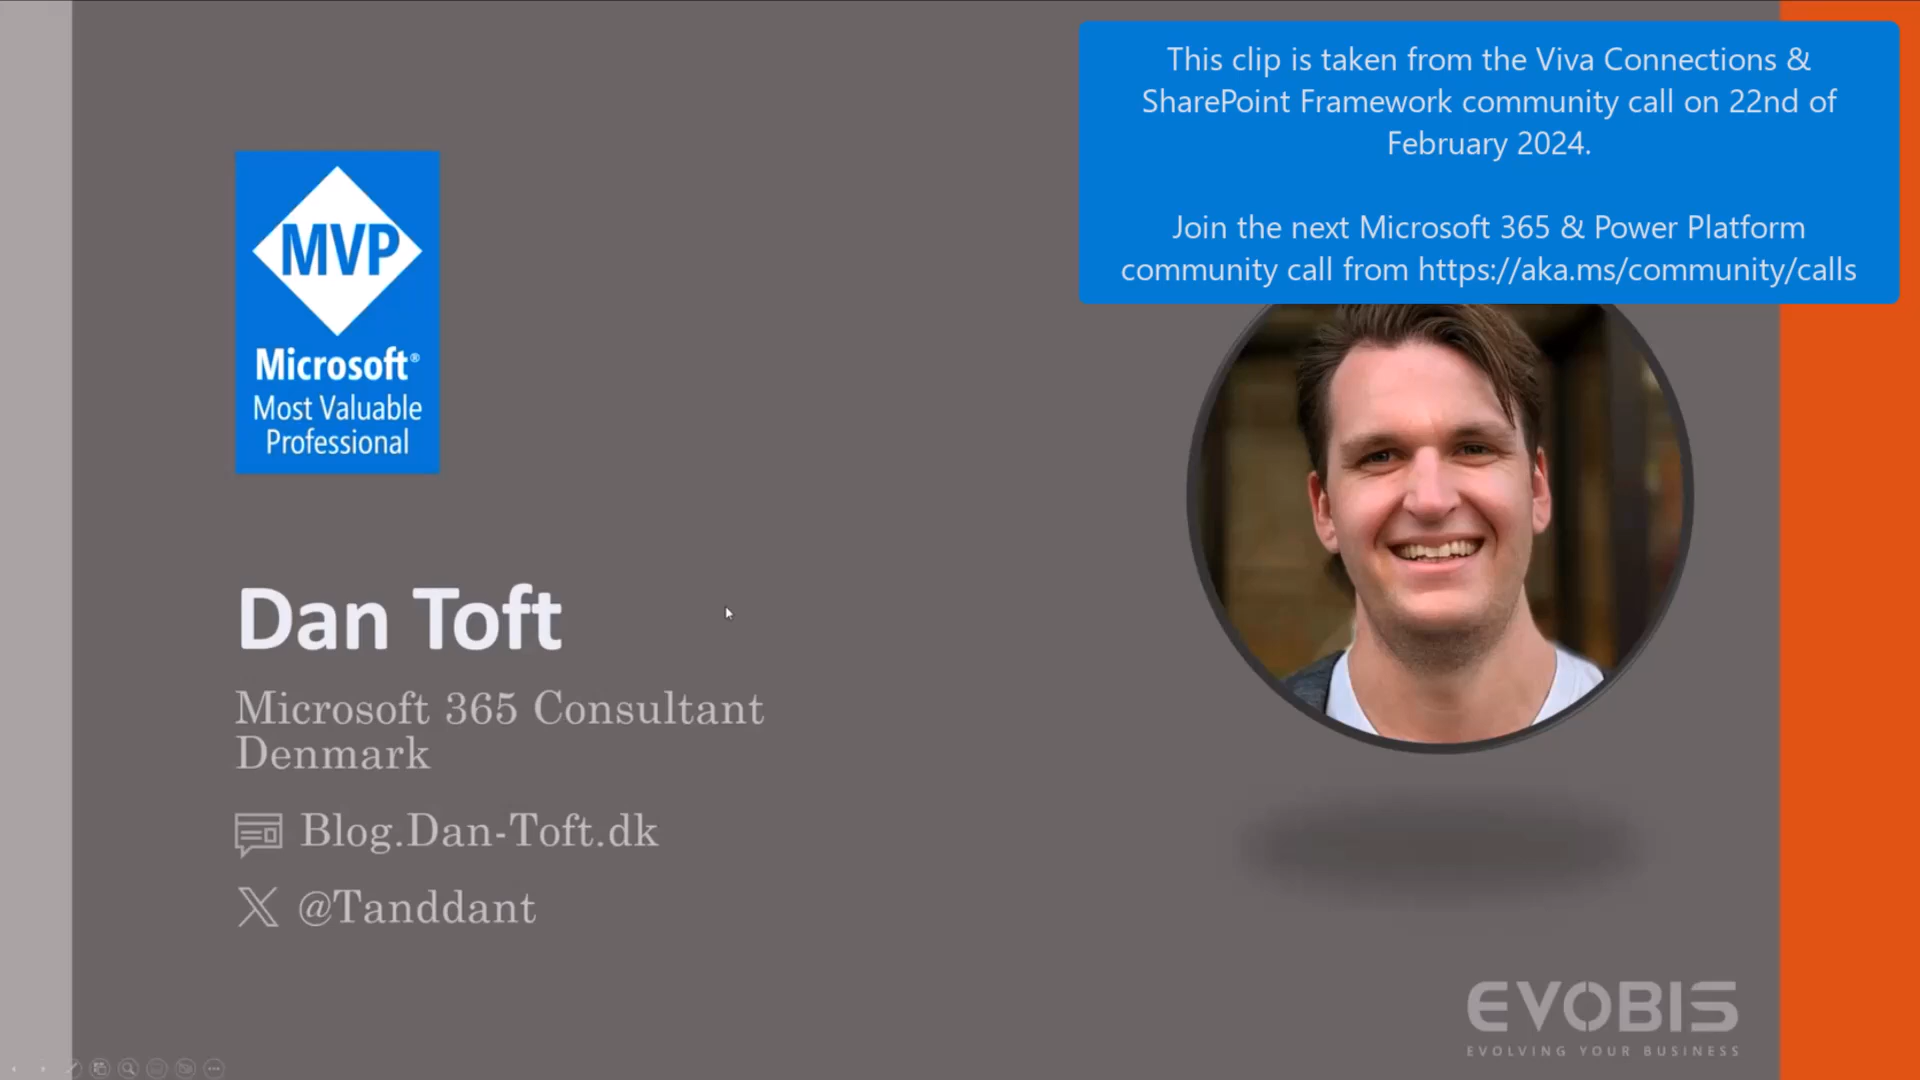 This clip is taken from the Viva Connections &
SharePoint Framework community call on 22nd of
February 2024.
Join the next Microsoft 365 & Power Platform
community call from https://aka.ms/community/calls
MVP
Microsoft®
Most Valuable
Professional
Dan Toft
Microsoft 365 Consultant
Denmark
Blog.Dan-Toft.dk
@Tanddant
EVOBIS
EVOLVING YOUR BUSINESS